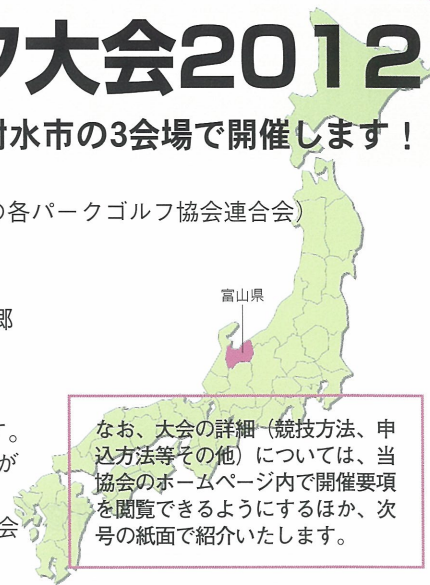 フ大会2012
射水市の3会場で開催します！
の各パークゴルフ協会連合会）
富山県
郷
す。
が
会
なお、大会の詳細（競技方法、申
込方法等その他）については、当
協会のホームページ内で開催要項
を閲覧できるようにするほか、次
号の紙面で紹介いたします。